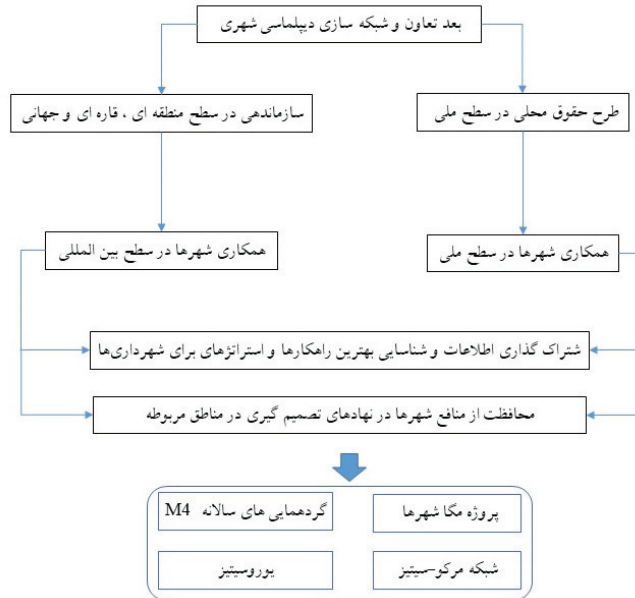 بعد تعاون و شبکه سازی دیپلماسی شهری
طرح حقوق محلی در سطح ملی
سازماندهی در سطح منطقه ای ، قاره ای و جهانی
همکاری شهرها در سطح ملی
همکاری شهرها در سطح بین المللی
شتراک گذاری اطلاعات و شناسایی بهترین راهکارها و استراتژهای برای شهرداری‌ها
محافظت از منافع شهرها در نهادهای تصمیم گیری در مناطق مربوطه
پروژه مگا شهرها
گردهمایی های سالانه M4
شبکه مرکو-سیتیز
یوروسیتیز